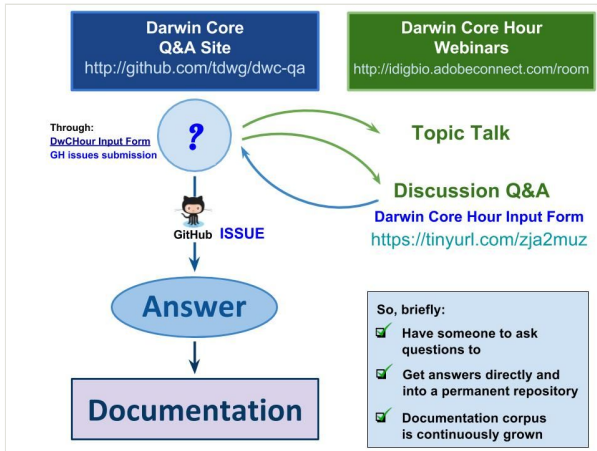 Darwin Core
Q&A Site
http://github.com/tdwg/dwc-qa
Darwin Core Hour
Webinars
http://idigbio.adobeconnect.com/room
Through:
DwCHour Input Form
GH issues submission
?
Topic Talk
Discussion Q&A
Darwin Core Hour Input Form
https://tinyurl.com/zja2muz
GitHub ISSUE
Answer
Documentation
So, briefly:
Have someone to ask
questions to
Get answers directly and
into a permanent repository
Documentation corpus
is continuously grown